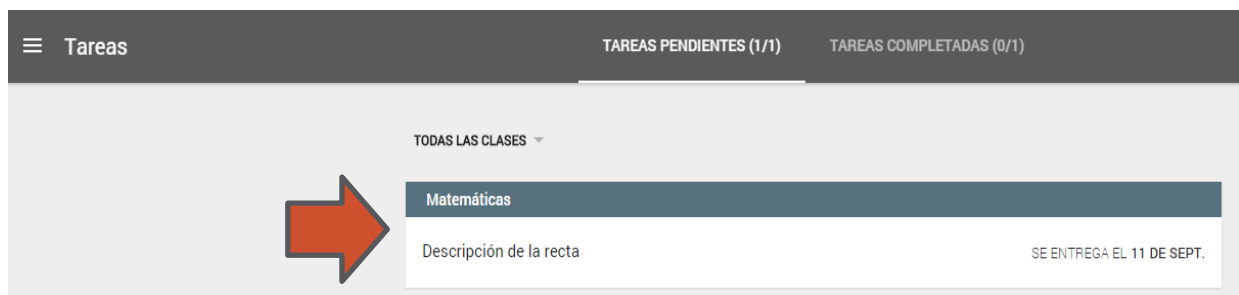 Tareas
TAREAS PENDIENTES (1/1)
TAREAS COMPLETADAS (0/1)
TODAS LAS CLASES
Matemáticas
Descripción de la recta
SE ENTREGA EL 11 DE SEPT.